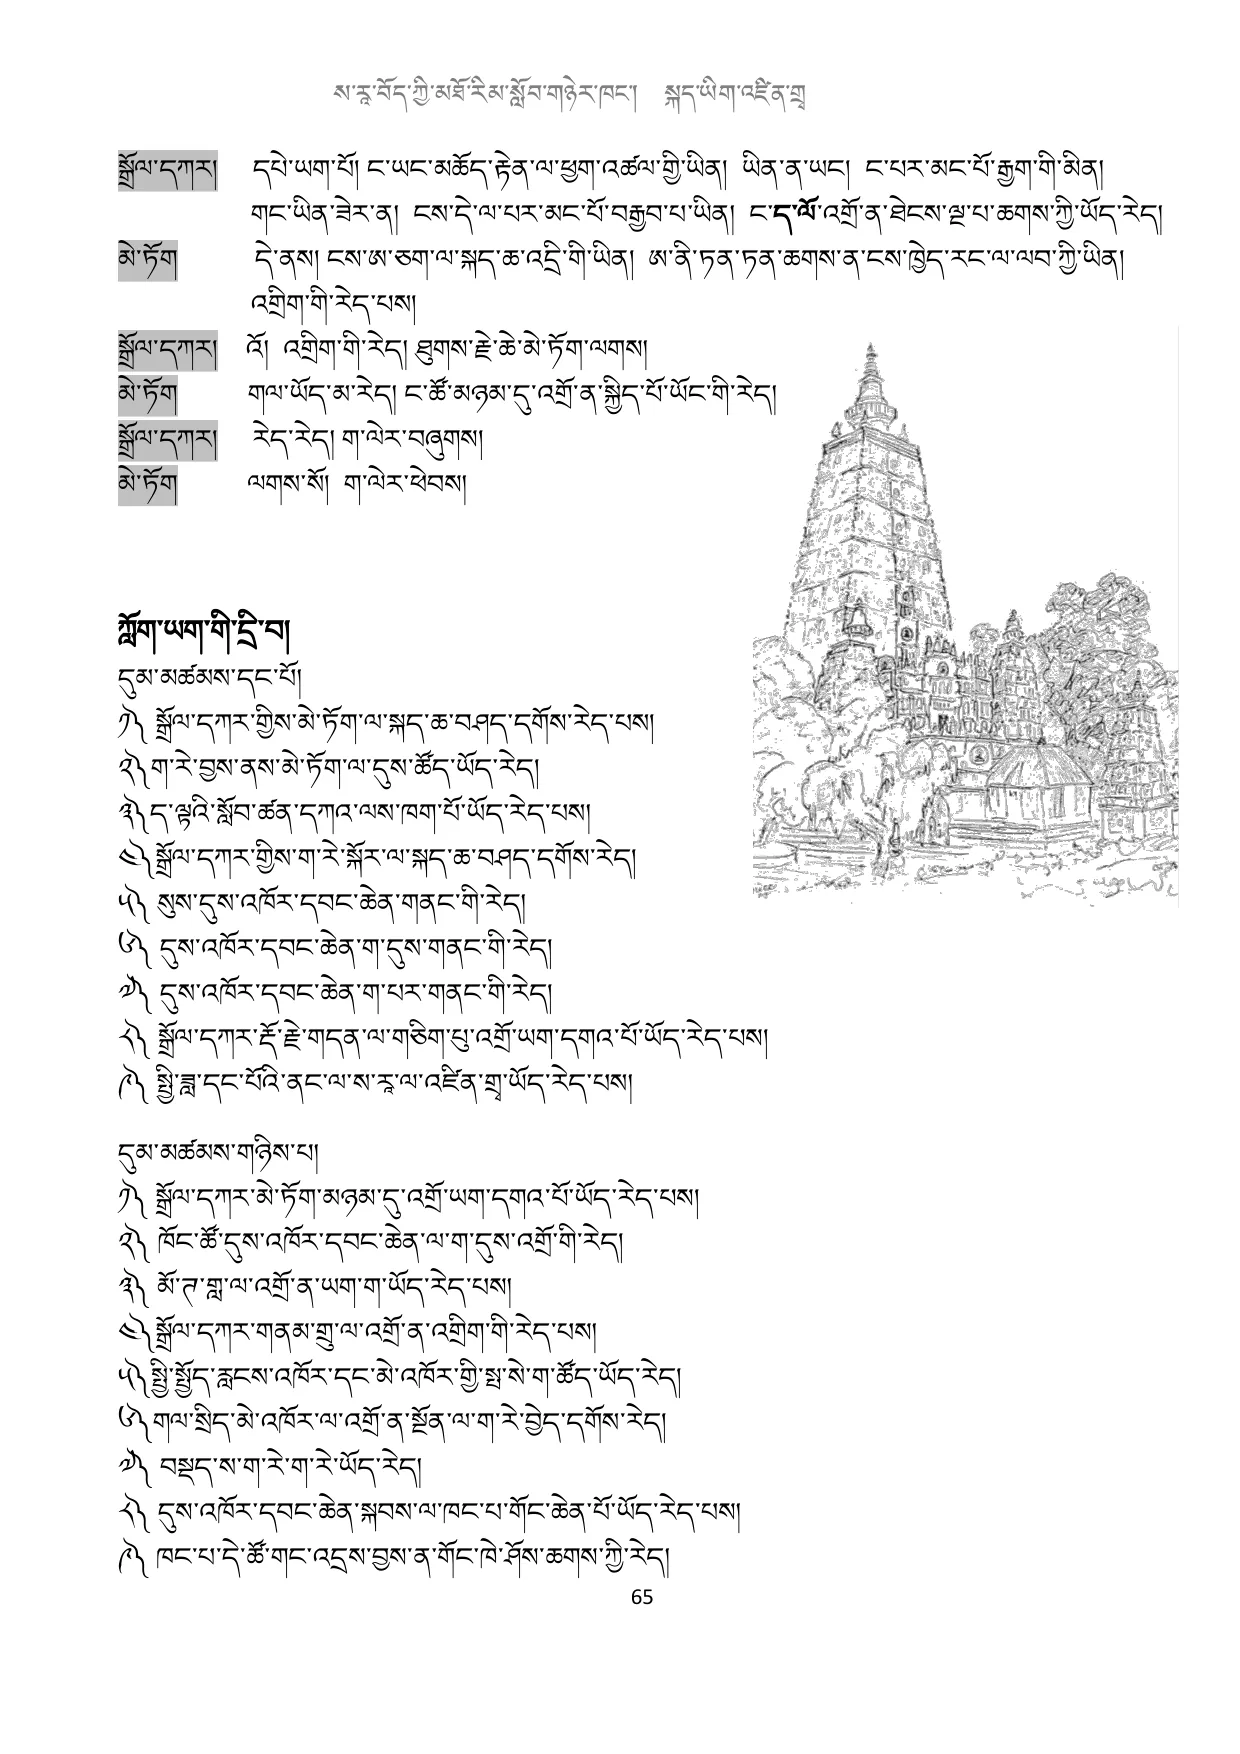 ས་རཱ་བོད་ཀྱི་མཐོ་རིམ་སློབ་གཉེར་ཁང་། སྐད་ཡིག་འཛིན་གྲྭ
སྒྲོལ་དཀར། དཔེ་ཡག་པོ། ང་ཡང་མཆོད་རྟེན་ལ་ཕྱག་འཚལ་གྱི་ཡིན། ཡིན་ན་ཡང། ང་པར་མང་པོ་རྒྱག་གི་མིན།
གང་ཡིན་ཟེར་ན། ངས་དེ་ལ་པར་མང་པོ་བརྒྱབ་པ་ཡིན། ང་ད་ལོ་འགྲོ་ན་ཐེངས་ལྔ་པ་ཆགས་ཀྱི་ཡོད་རེད།
མེ་ཏོག དེ་ནས། ངས་ཨ་ཅག་ལ་སྐད་ཆ་འདྲི་གི་ཡིན། ཨ་ནི་ཏན་ཏན་ཆགས་ན་ངས་ཁྱེད་རང་ལ་ལབ་ཀྱི་ཡིན།
འགྲིག་གི་རེད་པས།
སྒྲོལ་དཀར། འོ། འགྲིག་གི་རེད། ཐུགས་རྗེ་ཆེ་མེ་ཏོག་ལགས།
མེ་ཏོག གལ་ཡོད་མ་རེད། ང་ཚོ་མཉམ་དུ་འགྲོ་ན་སྐྱིད་པོ་ཡོང་གི་རེད།
སྒྲོལ་དཀར། རེད་རེད། ག་ལེར་བཞུགས།
མེ་ཏོག ལགས་སོ། ག་ལེར་ཕེབས།
ཀློག་ཡག་གི་དྲི་བ།
དུམ་མཚམས་དང་པོ།
༡༽ སྒྲོལ་དཀར་གྱིས་མེ་ཏོག་ལ་སྐད་ཆ་བཤད་དགོས་རེད་པས།
༢༽ག་རེ་བྱས་ནས་མེ་ཏོག་ལ་དུས་ཚོད་ཡོད་རེད།
༣༽ད་ལྟའི་སློབ་ཚན་དཀའ་ལས་ཁག་པོ་ཡོད་རེད་པས།
༤༽སྒྲོལ་དཀར་གྱིས་ག་རེ་སྐོར་ལ་སྐད་ཆ་བཤད་དགོས་རེད།
༥༽ སུས་དུས་འཁོར་དབང་ཆེན་གནང་གི་རེད།
༦༽ དུས་འཁོར་དབང་ཆེན་ག་དུས་གནང་གི་རེད།
༧༽ དུས་འཁོར་དབང་ཆེན་ག་པར་གནང་གི་རེད།
༨༽ སྒྲོལ་དཀར་རྡོ་རྗེ་གདན་ལ་གཅིག་པུ་འགྲོ་ཡག་དགའ་པོ་ཡོད་རེད་པས།
༩༽ སྤྱི་ཟླ་དང་པོའི་ནང་ལ་ས་རཱ་ལ་འཛིན་གྲྭ་ཡོད་རེད་པས།
དུམ་མཚམས་གཉིས་པ།
༡༽ སྒྲོལ་དཀར་མེ་ཏོག་མཉམ་དུ་འགྲོ་ཡག་དགའ་པོ་ཡོད་རེད་པས།
༢༽ ཁོང་ཚོ་དུས་འཁོར་དབང་ཆེན་ལ་ག་དུས་འགྲོ་གི་རེད།
༣༽ མོ་ཊ་གླ་ལ་འགྲོ་ན་ཡག་ག་ཡོད་རེད་པས།
༤༽སྒྲོལ་དཀར་གནམ་གྲུ་ལ་འགྲོ་ན་འགྲིག་གི་རེད་པས།
༥༽སྤྱི་སྤྱོད་རླངས་འཁོར་དང་མེ་འཁོར་གྱི་སྤ་སེ་ག་ཚོད་ཡོད་རེད།
༦༽གལ་སྲིད་མེ་འཁོར་ལ་འགྲོ་ན་སྔོན་ལ་ག་རེ་བྱེད་དགོས་རེད།
༧༽ བསྡད་ས་ག་རེ་ག་རེ་ཡོད་རེད།
༨༽ དུས་འཁོར་དབང་ཆེན་སྐབས་ལ་ཁང་པ་གོང་ཆེན་པོ་ཡོད་རེད་པས།
༩༽ ཁང་པ་དེ་ཚོ་གང་འདྲས་བྱས་ན་གོང་ཁེ་ཤོས་ཆགས་ཀྱི་རེད།
65